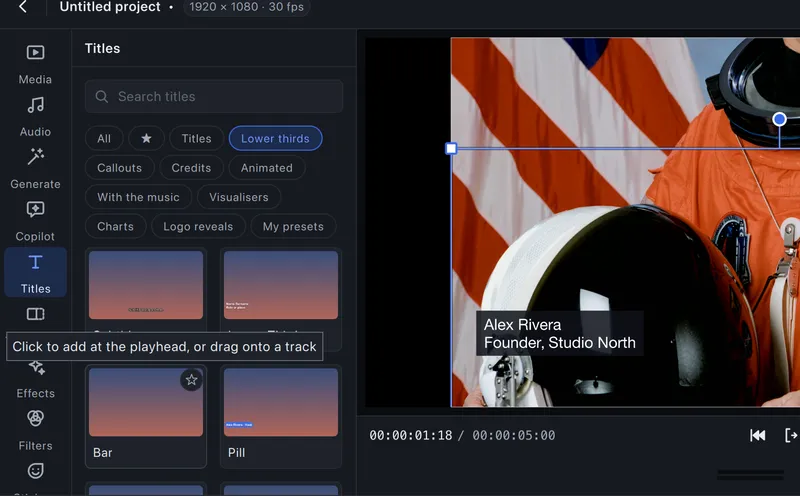 Untitled project • 1920 × 1080 · 30 fps
Titles
Search titles
All
Titles
Lower thirds
Callouts
Credits
Animated
With the music
Visualisers
Charts
Logo reveals
My presets
Media
Audio
Generate
Copilot
Titles
Click to add at the playhead, or drag onto a track
Effects
Filters
Bar
Pill
Alex Rivera
Founder, Studio North
00:00:01:18 / 00:00:05:00